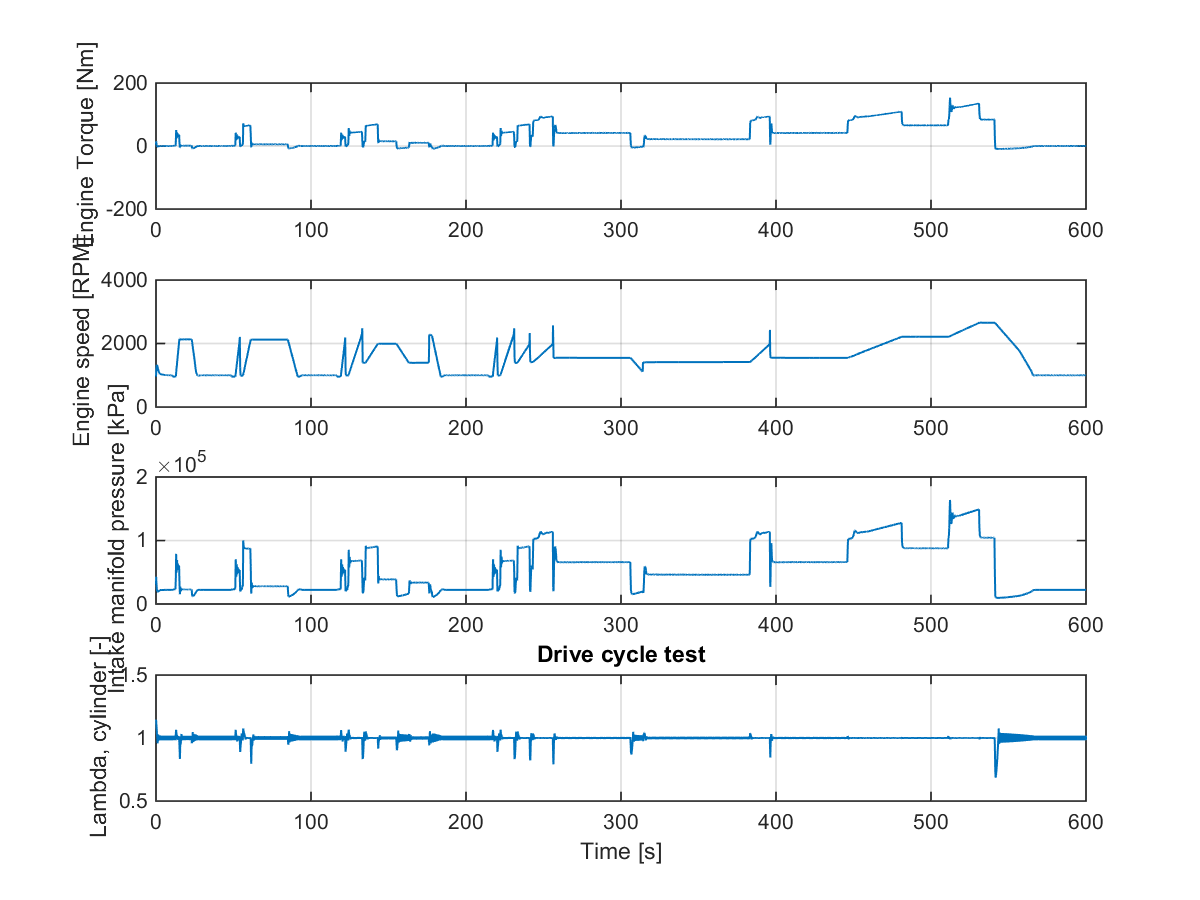 Engine Torque [Nm]
200
0
-200
0 100 200 300 400 500 600
Engine speed [RPM]
4000
2000
0
0 100 200 300 400 500 600
Intake manifold pressure [kPa]
×10^5
2
1
0
0 100 200 300 400 500 600
Drive cycle test
Lambda, cylinder [-]
1.5
1
0.5
0 100 200 300 400 500 600
Time [s]